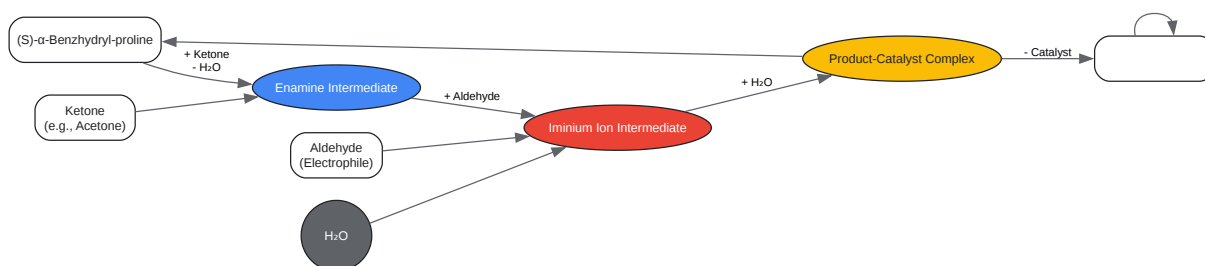 (S)-α-Benzhydryl-proline
+ Ketone
- H₂O
Ketone
(e.g., Acetone)
Enamine Intermediate
+ Aldehyde
Aldehyde
(Electrophile)
H₂O
Iminium Ion Intermediate
+ H₂O
Product-Catalyst Complex
- Catalyst